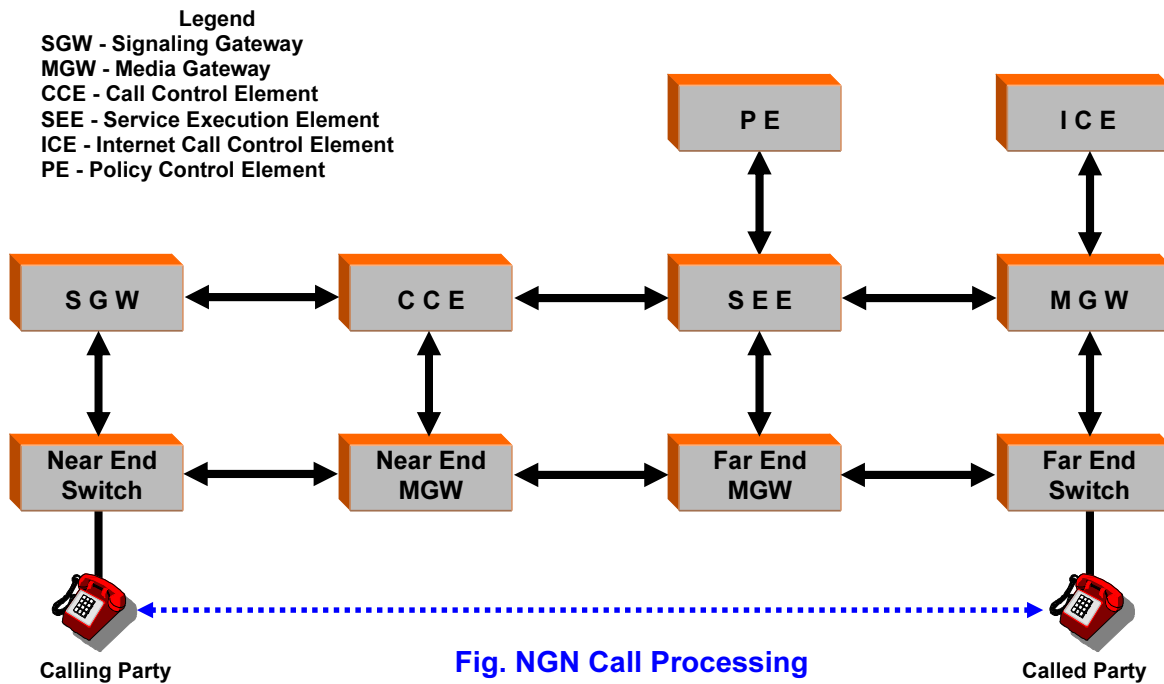 Legend
SGW - Signaling Gateway
MGW - Media Gateway
CCE - Call Control Element
SEE - Service Execution Element
ICE - Internet Call Control Element
PE - Policy Control Element
P E
I C E
S G W
C C E
S E E
M G W
Near End
Switch
Near End
MGW
Far End
MGW
Far End
Switch
Calling Party
Fig. NGN Call Processing
Called Party